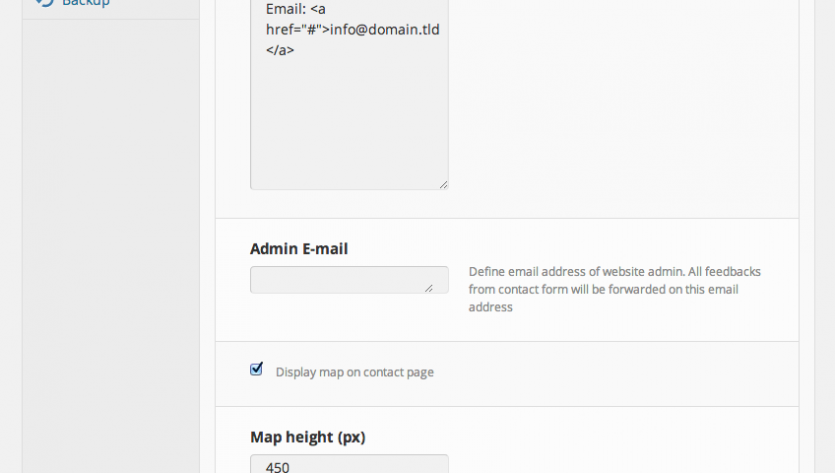 Backup
Email: <a
href="#">info@domain.tld
</a>
Admin E-mail
Define email address of website admin. All feedbacks
from contact form will be forwarded on this email
address
Display map on contact page
Map height (px)
450